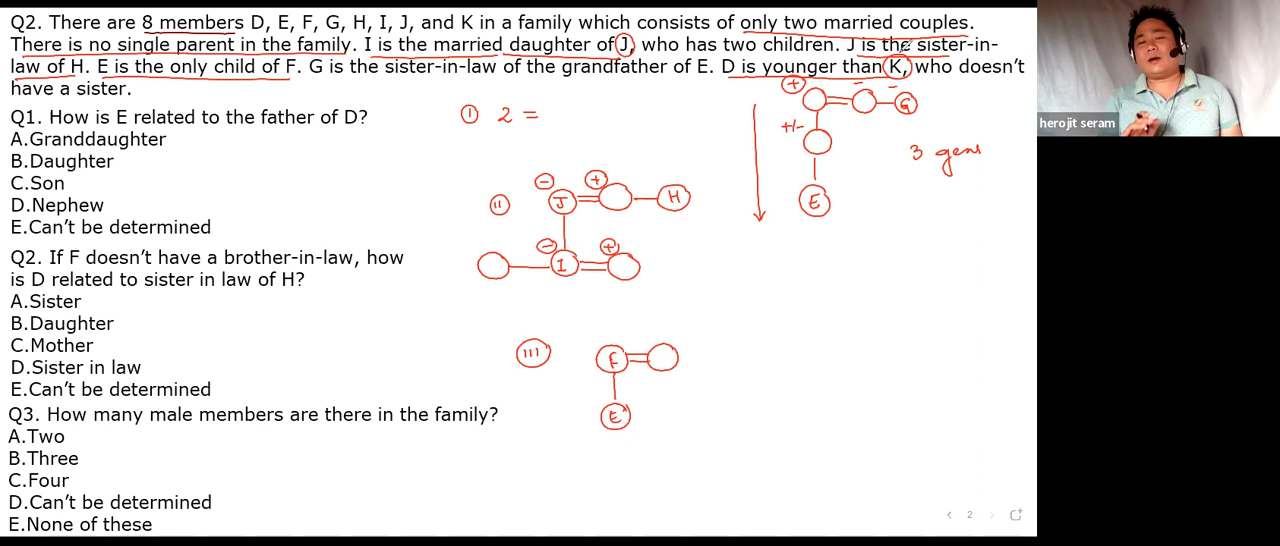 Q2. There are 8 members D, E, F, G, H, I, J, and K in a family which consists of only two married couples.
There is no single parent in the family. I is the married daughter of J, who has two children. J is the sister-in-
law of H. E is the only child of F. G is the sister-in-law of the grandfather of E. D is younger than K, who doesn't
have a sister.
Q1. How is E related to the father of D?
A.Granddaughter
B.Daughter
C.Son
D.Nephew
E.Can't be determined
Q2. If F doesn't have a brother-in-law, how
is D related to sister in law of H?
A.Sister
B.Daughter
C.Mother
D.Sister in law
E.Can't be determined
Q3. How many male members are there in the family?
A.Two
B.Three
C.Four
D.Can't be determined
E.None of these
I 2 =
+ - - G
+/-
E
3 gens
II - J + H
- I +
III F
E
herojit seram
2